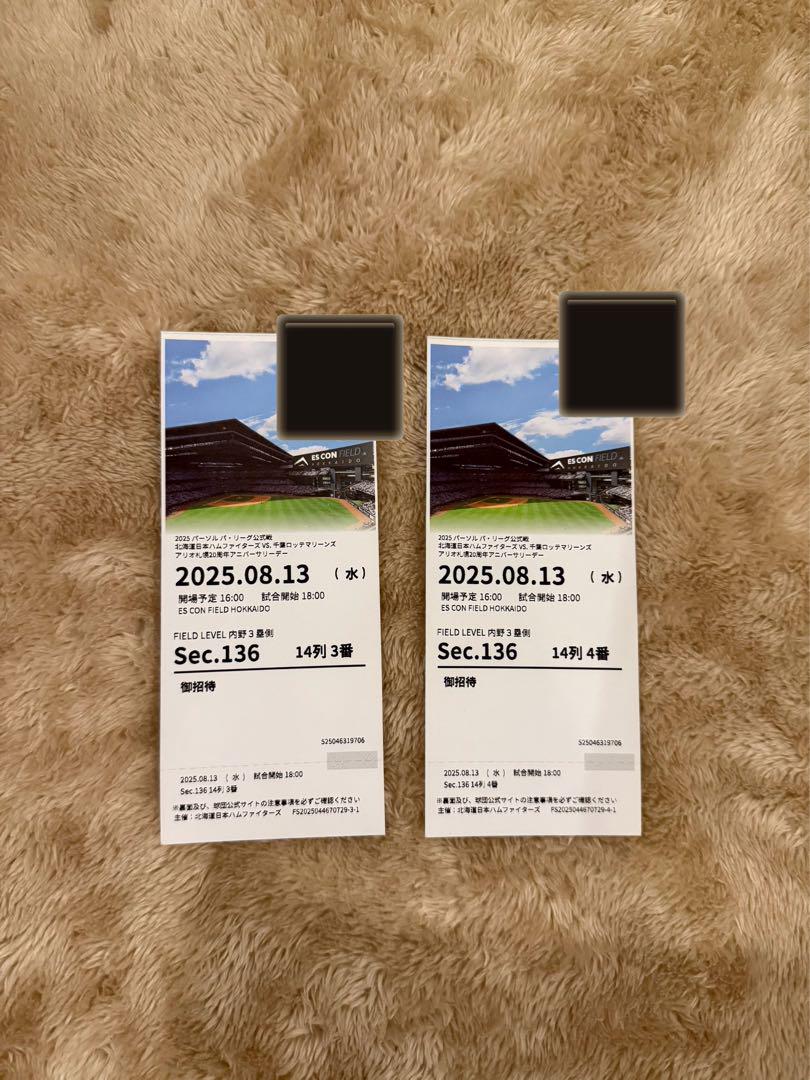 ES CON FIELD
HOKKAIDO
2025 パーソル パ・リーグ公式戦
北海道日本ハムファイターズ VS. 千葉ロッテマリーンズ
アリオ札幌20周年アニバーサリーデー
2025.08.13 (水)
開場予定 16:00 試合開始 18:00
ES CON FIELD HOKKAIDO
FIELD LEVEL 内野3塁側
Sec.136 14列 3番
御招待
S25046319706
2025.08.13 (水) 試合開始 18:00
Sec.136 14列 3番
※裏面及び、球団公式サイトの注意事項を必ずご確認ください
主催:北海道日本ハムファイターズ FS2025044670729-3-1
ES CON FIELD
HOKKAIDO
2025 パーソル パ・リーグ公式戦
北海道日本ハムファイターズ VS. 千葉ロッテマリーンズ
アリオ札幌20周年アニバーサリーデー
2025.08.13 (水)
開場予定 16:00 試合開始 18:00
ES CON FIELD HOKKAIDO
FIELD LEVEL 内野3塁側
Sec.136 14列 4番
御招待
S25046319706
2025.08.13 (水) 試合開始 18:00
Sec.136 14列 4番
※裏面及び、球団公式サイトの注意事項を必ずご確認ください
主催:北海道日本ハムファイターズ FS2025044670729-4-1